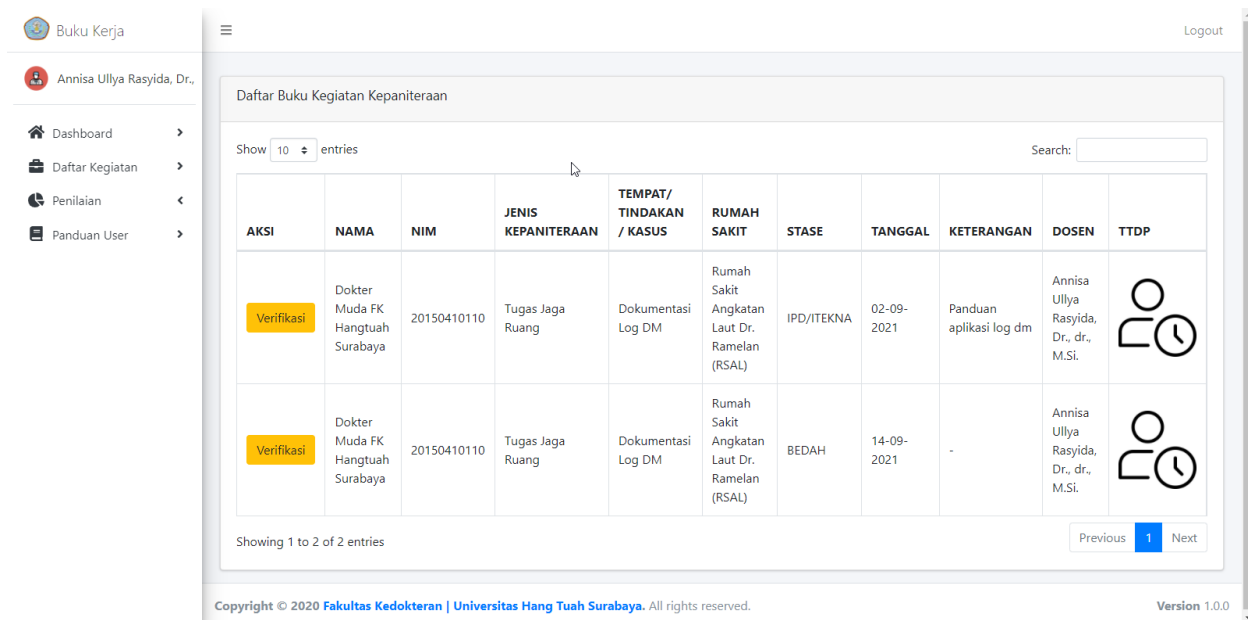 Buku Kerja
Logout
Annisa Ullya Rasyida, Dr.,
Dashboard
Daftar Kegiatan
Penilaian
Panduan User
Daftar Buku Kegiatan Kepaniteraan
Show 10 entries
Search:
AKSI
NAMA
NIM
JENIS
KEPANITERAAN
TEMPAT/
TINDAKAN
/ KASUS
RUMAH
SAKIT
STASE
TANGGAL
KETERANGAN
DOSEN
TTDP
Verifikasi
Dokter
Muda FK
Hangtuah
Surabaya
20150410110
Tugas Jaga
Ruang
Dokumentasi
Log DM
Rumah
Sakit
Angkatan
Laut Dr.
Ramelan
(RSAL)
IPD/ITEKNA
02-09-
2021
Panduan
aplikasi log dm
Annisa
Ullya
Rasyida,
Dr., dr.,
M.Si.
Verifikasi
Dokter
Muda FK
Hangtuah
Surabaya
20150410110
Tugas Jaga
Ruang
Dokumentasi
Log DM
Rumah
Sakit
Angkatan
Laut Dr.
Ramelan
(RSAL)
BEDAH
14-09-
2021
-
Annisa
Ullya
Rasyida,
Dr., dr.,
M.Si.
Showing 1 to 2 of 2 entries
Previous 1 Next
Copyright © 2020 Fakultas Kedokteran | Universitas Hang Tuah Surabaya. All rights reserved.
Version 1.0.0